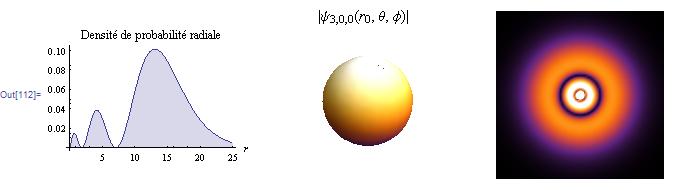 Densité de probabilité radiale
|ψ3,0,0(r0, θ, ϕ)|
0.10
0.08
0.06
0.04
0.02
Out[112]=
5 10 15 20 25 r